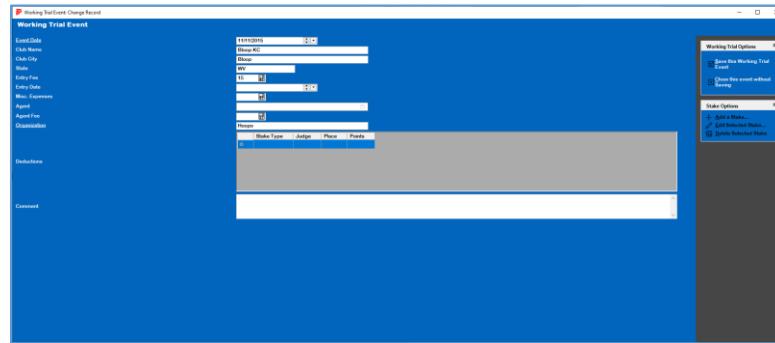 Working Trial Event: Change Record
Working Trial Event
Event Date 11/11/2015
Club Name Bloop KC
Club City Bloop
State WV
Entry Fee 15
Entry Date
Misc. Expenses
Agent
Agent Fee
Organization Hoopo
Stake Type Judge Place Points
Deductions
Comment
Working Trial Options
Save this Working Trial
Event
Close this event without
Saving
Stake Options
Add a Stake...
Edit Selected Stake...
Delete Selected Stake